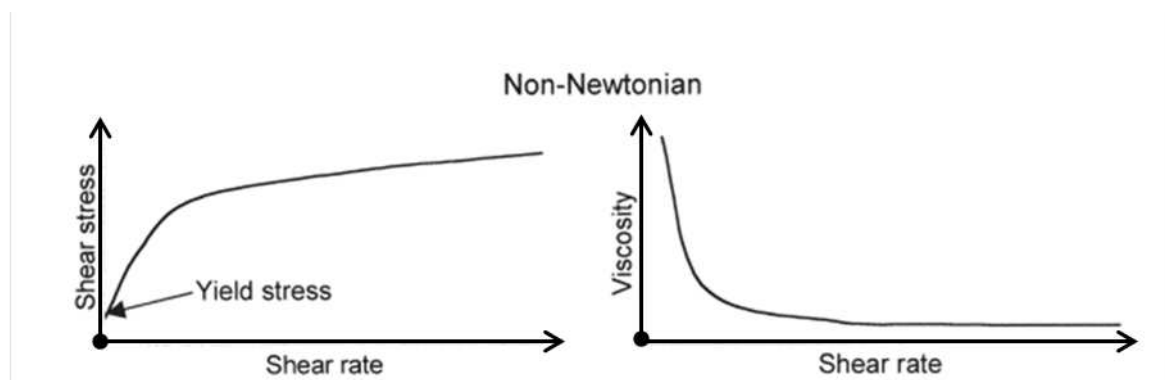 Non-Newtonian
Shear stress
Yield stress
Shear rate
Viscosity
Shear rate